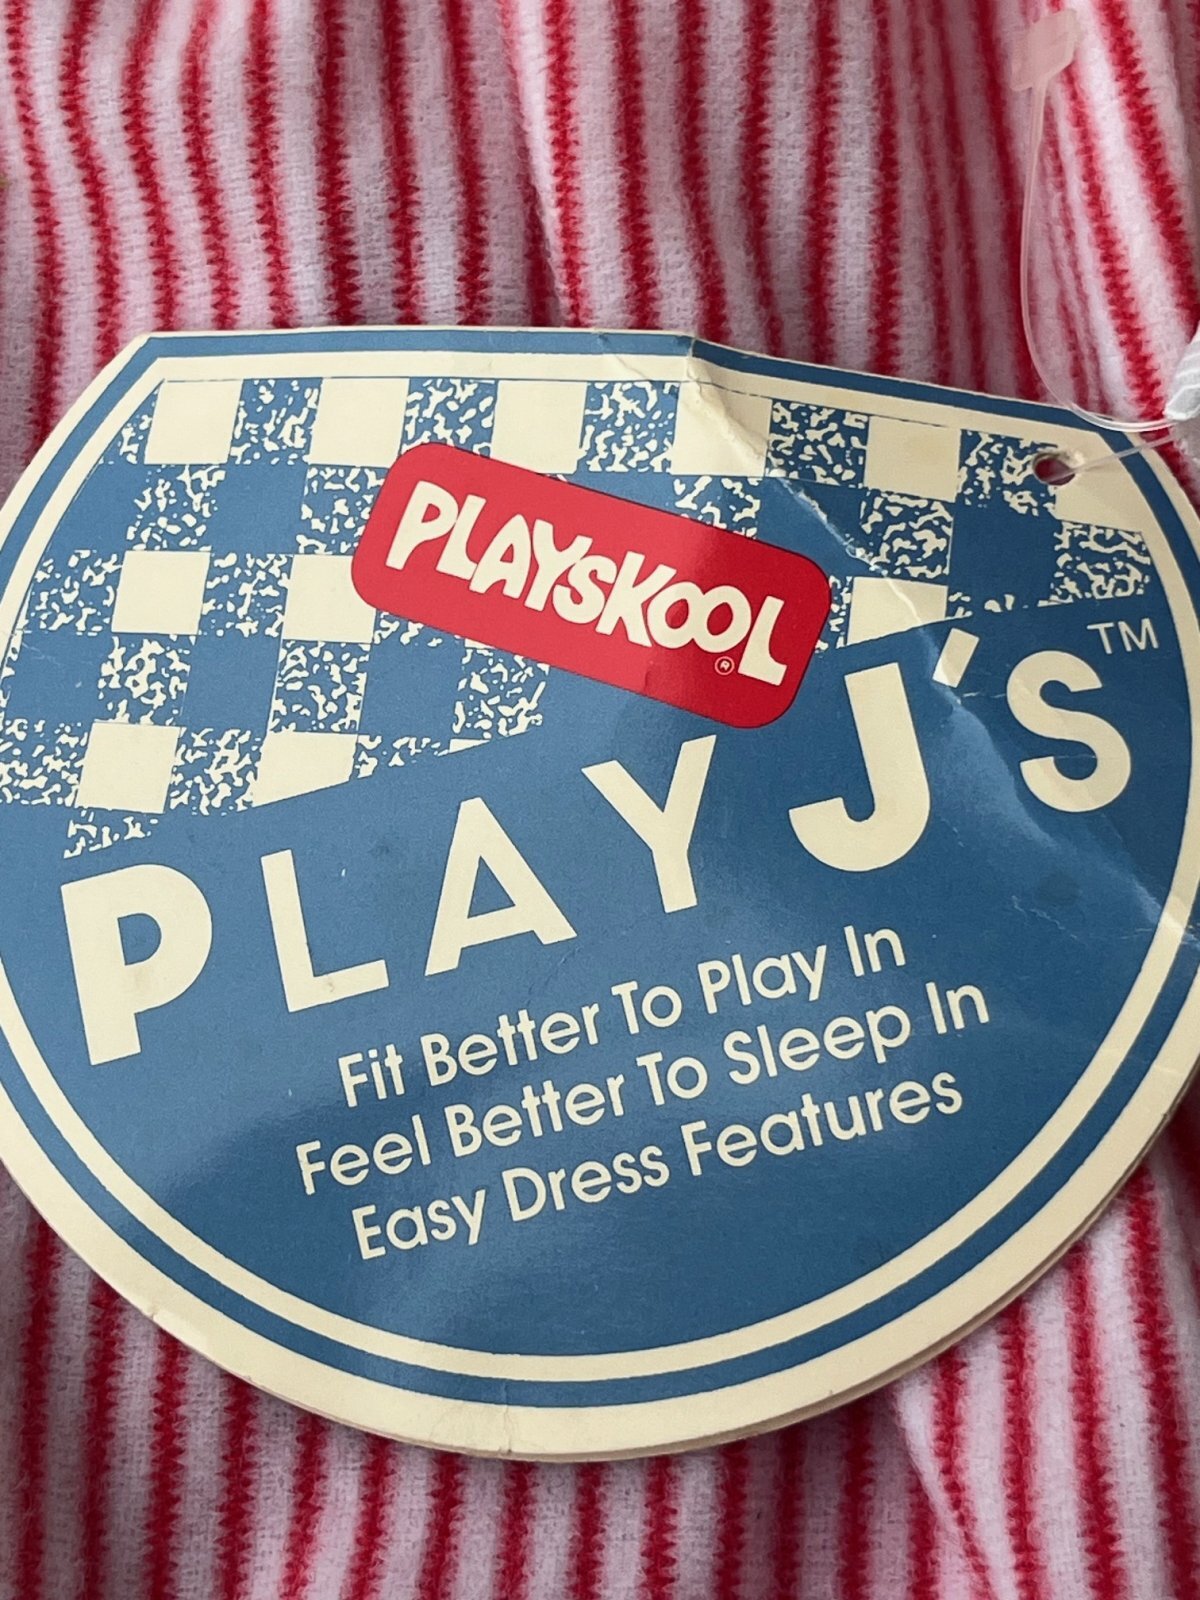 PLAYSKOOL®
PLAY J'S™
Fit Better To Play In
Feel Better To Sleep In
Easy Dress Features